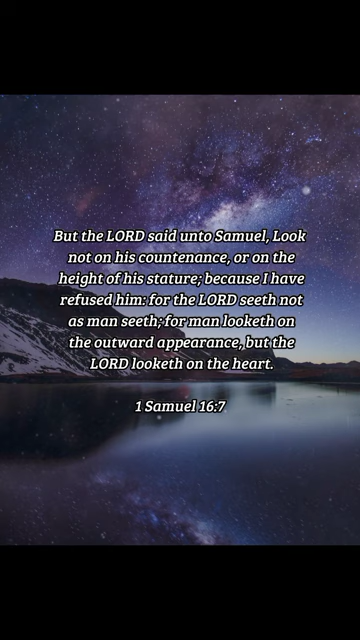 But the LORD said unto Samuel, Look
not on his countenance, or on the
height of his stature; because I have
refused him: for the LORD seeth not
as man seeth; for man looketh on
the outward appearance, but the
LORD looketh on the heart.
1 Samuel 16:7